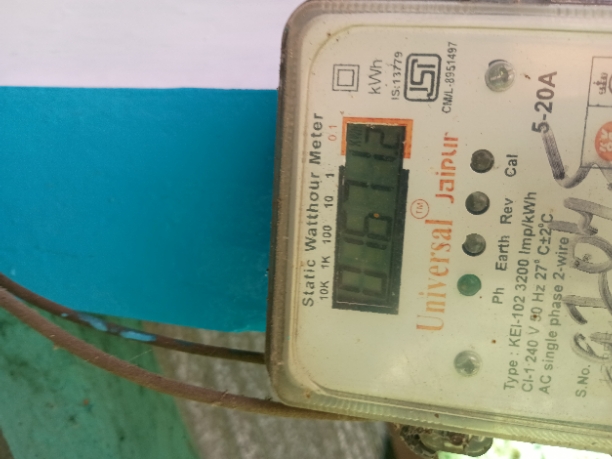 kWh
IS:13779
CM/L-8951497
Static Watthour Meter
10K 1K 100 10 1 0.1
Universal™ Jaipur
Ph Earth Rev Cal
5-20A
Type : KEI-102 3200 Imp/kWh
Cl-1-240 V 50 Hz 27° C±2°C
AC single phase 2-wire
S.No.